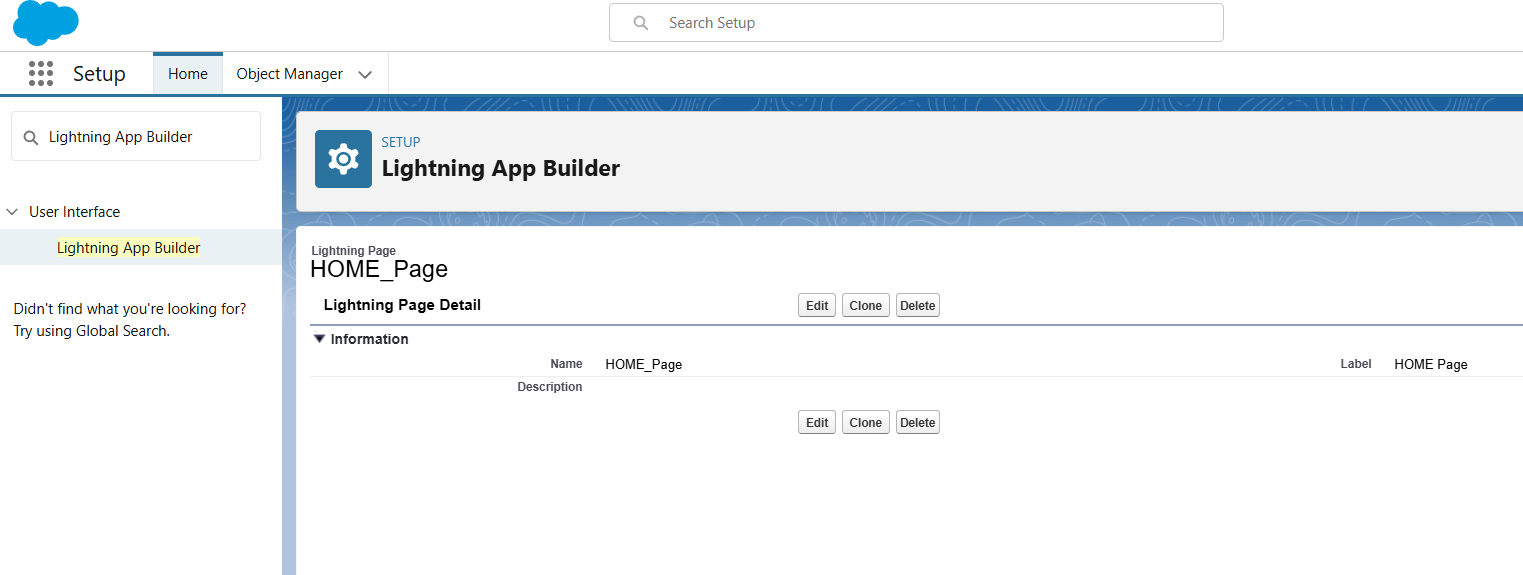 Search Setup
Setup Home Object Manager
Lightning App Builder
User Interface
Lightning App Builder
Didn't find what you're looking for?
Try using Global Search.
SETUP
Lightning App Builder
Lightning Page
HOME_Page
Lightning Page Detail Edit Clone Delete
Information
Name HOME_Page Label HOME Page
Description
Edit Clone Delete